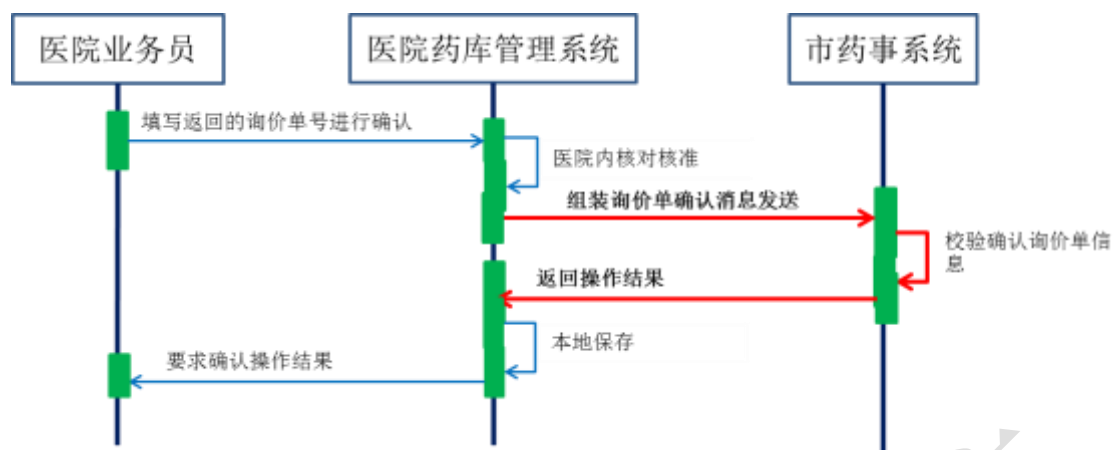 医院业务员
医院药库管理系统
市药事系统
填写返回的询价单号进行确认
医院内核对核准
组装询价单确认消息发送
校验确认询价单信
息
返回操作结果
本地保存
要求确认操作结果